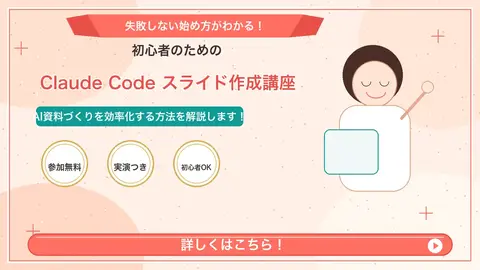 失敗しない始め方がわかる！
初心者のための
Claude Code スライド作成講座
AI資料づくりを効率化する方法を解説します！
参加無料
実演つき
初心者OK
詳しくはこちら！